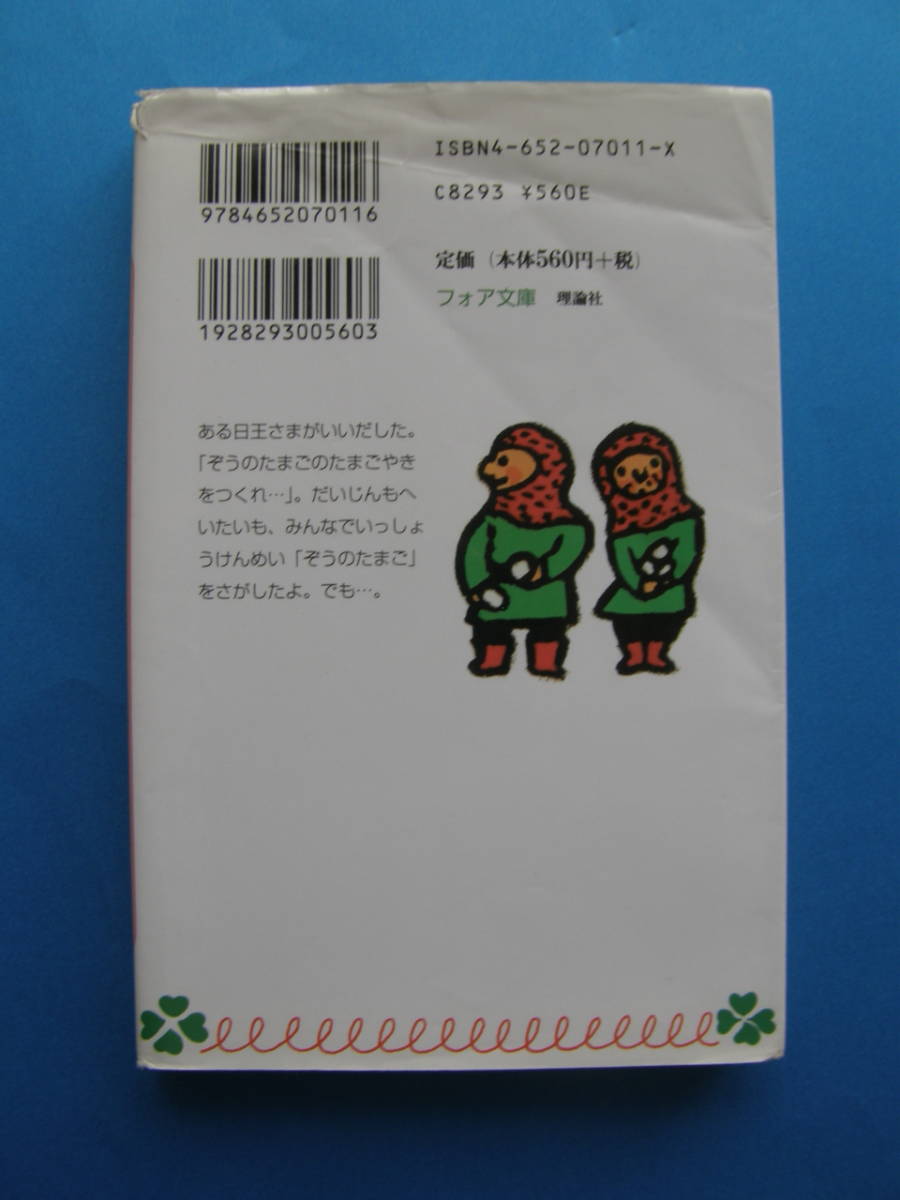 ISBN4-652-07011-X
9784652070116
C8293 ¥560E
定価（本体560円+税）
フォア文庫 理論社
1928293005603
ある日王さまがいいだした。
「ぞうのたまごのたまごやき
をつくれ…」。だいじんもへ
いたいも、みんなでいっしょ
うけんめい「ぞうのたまご」
をさがしたよ。でも…。